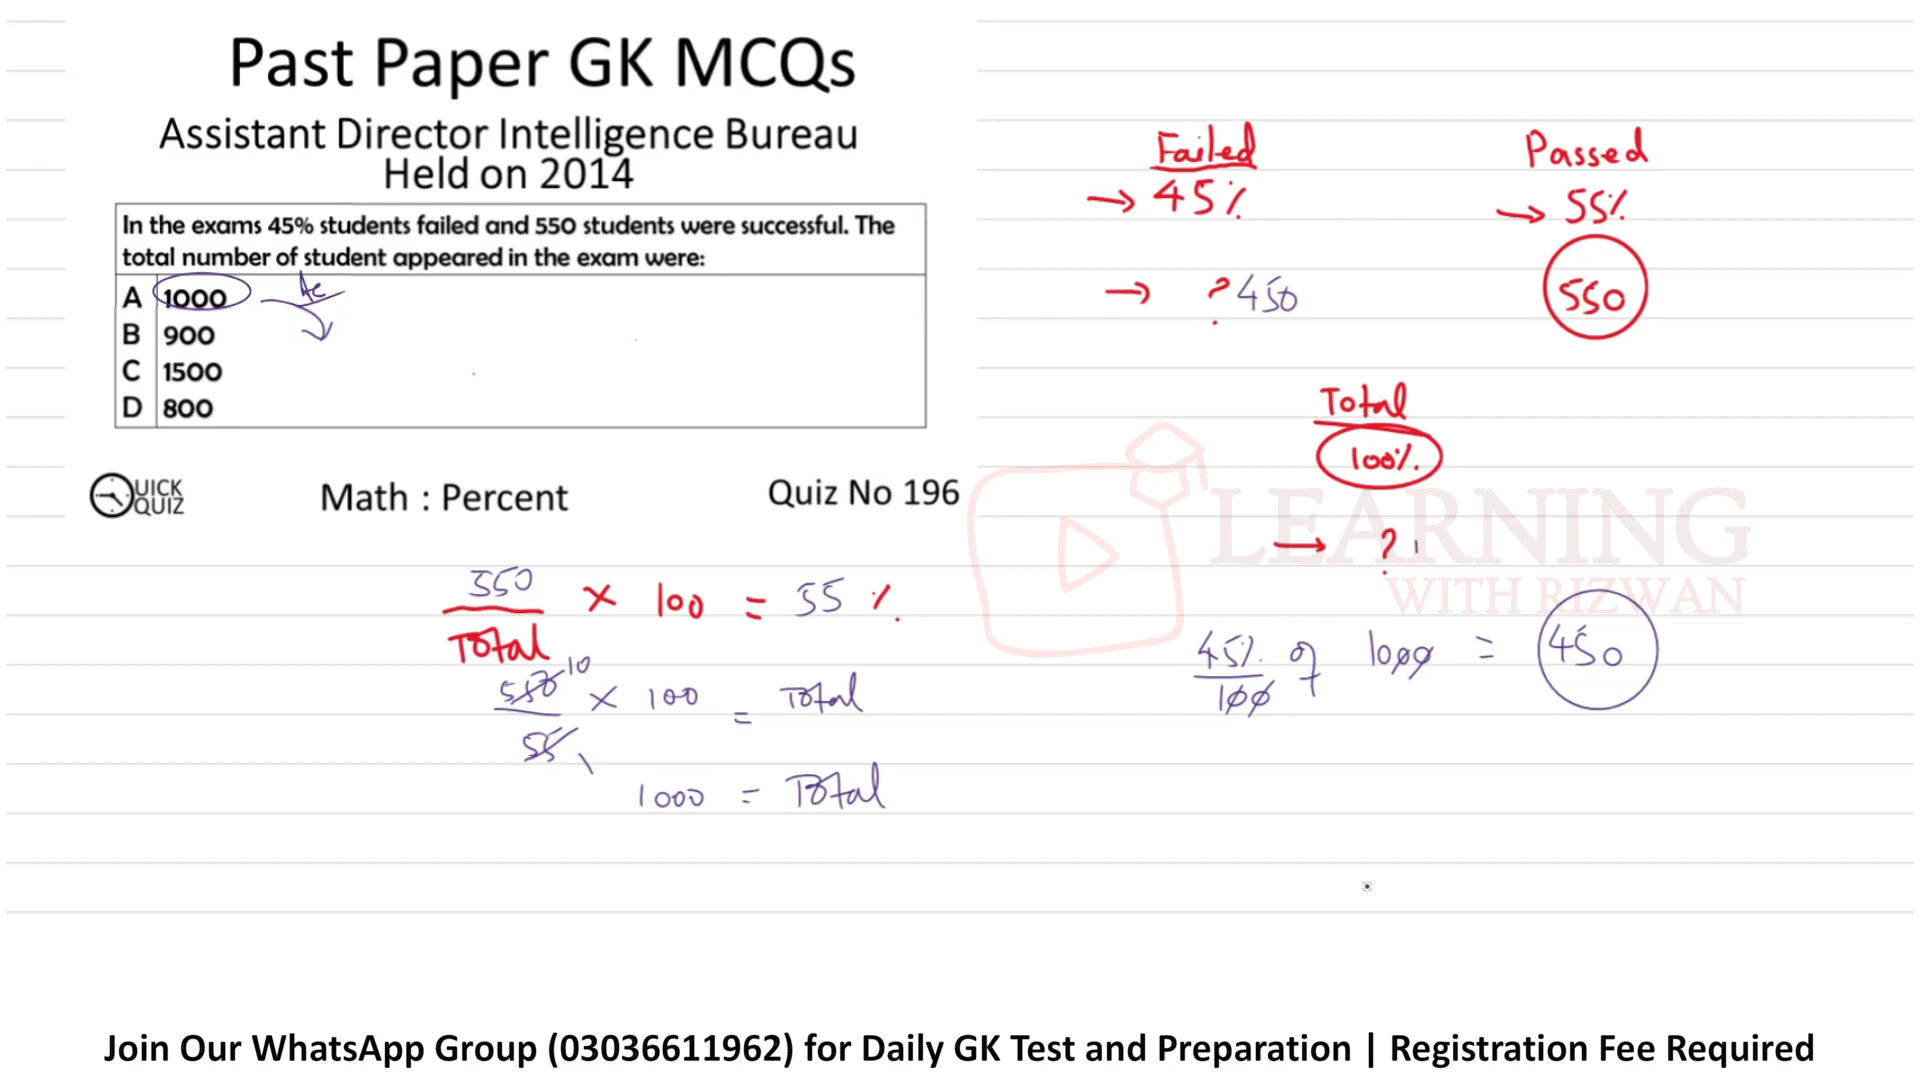 Past Paper GK MCQs
Assistant Director Intelligence Bureau
Held on 2014
In the exams 45% students failed and 550 students were successful. The
total number of student appeared in the exam were:
A 1000
B 900
C 1500
D 800
QUICK
QUIZ
Math : Percent
Quiz No 196
550 × 100 = 55 %.
Total
550 10 × 100 = Total
55 1
1000 = Total
Failed Passed
→ 45% → 55%
→ ? 450 550
Total
100%.
→ ?
LEARNING
WITH RIZWAN
45%. of 1000 = 450
100
Join Our WhatsApp Group (03036611962) for Daily GK Test and Preparation | Registration Fee Required